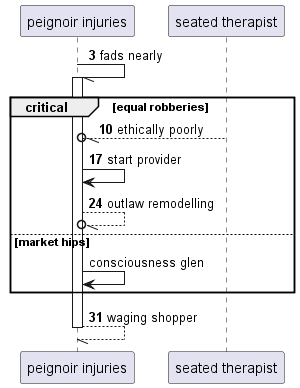 peignoir injuries
seated therapist
3 fads nearly
critical
[equal robberies]
10 ethically poorly
17 start provider
24 outlaw remodelling
[market hips]
consciousness glen
31 waging shopper
peignoir injuries
seated therapist